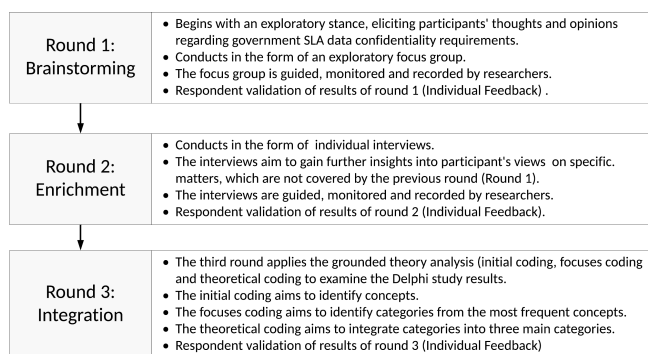 Round 1:
Brainstorming
• Begins with an exploratory stance, eliciting participants' thoughts and opinions
regarding government SLA data confidentiality requirements.
• Conducts in the form of an exploratory focus group.
• The focus group is guided, monitored and recorded by researchers.
• Respondent validation of results of round 1 (Individual Feedback) .
Round 2:
Enrichment
• Conducts in the form of  individual interviews.
• The interviews aim to gain further insights into participant's views  on specific.
matters, which are not covered by the previous round (Round 1).
• The interviews are guided, monitored and recorded by researchers.
• Respondent validation of results of round 2 (Individual Feedback).
Round 3:
Integration
• The third round applies the grounded theory analysis (initial coding, focuses coding
and theoretical coding to examine the Delphi study results.
• The initial coding aims to identify concepts.
• The focuses coding aims to identify categories from the most frequent concepts.
• The theoretical coding aims to integrate categories into three main categories.
• Respondent validation of results of round 3 (Individual Feedback)